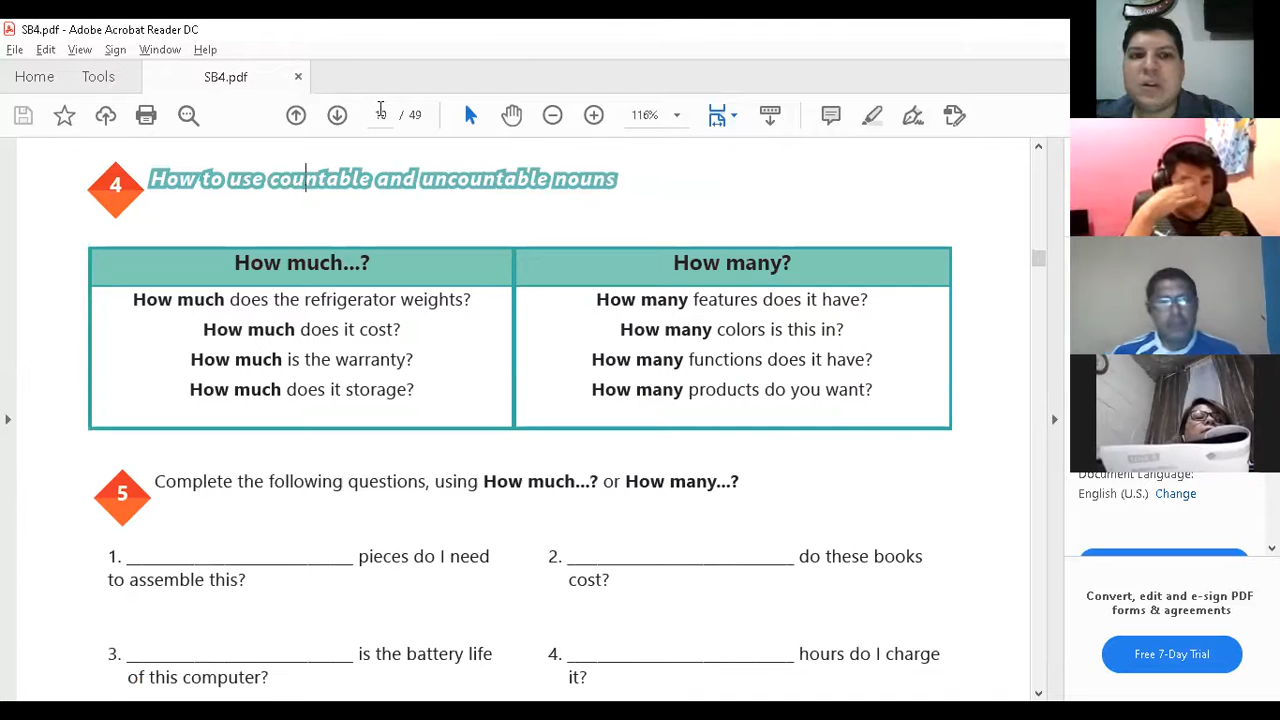 SB4.pdf - Adobe Acrobat Reader DC
File Edit View Sign Window Help
Home Tools SB4.pdf ×
/ 49 116%
4 How to use countable and uncountable nouns
How much...? How many?
How much does the refrigerator weights? How many features does it have?
How much does it cost? How many colors is this in?
How much is the warranty? How many functions does it have?
How much does it storage? How many products do you want?
5 Complete the following questions, using How much...? or How many...?
1. ______________________ pieces do I need
to assemble this?
2. ______________________ do these books
cost?
3. ______________________ is the battery life
of this computer?
4. ______________________ hours do I charge
it?
Document Language:
English (U.S.) Change
Convert, edit and e-sign PDF
forms & agreements
Free 7-Day Trial